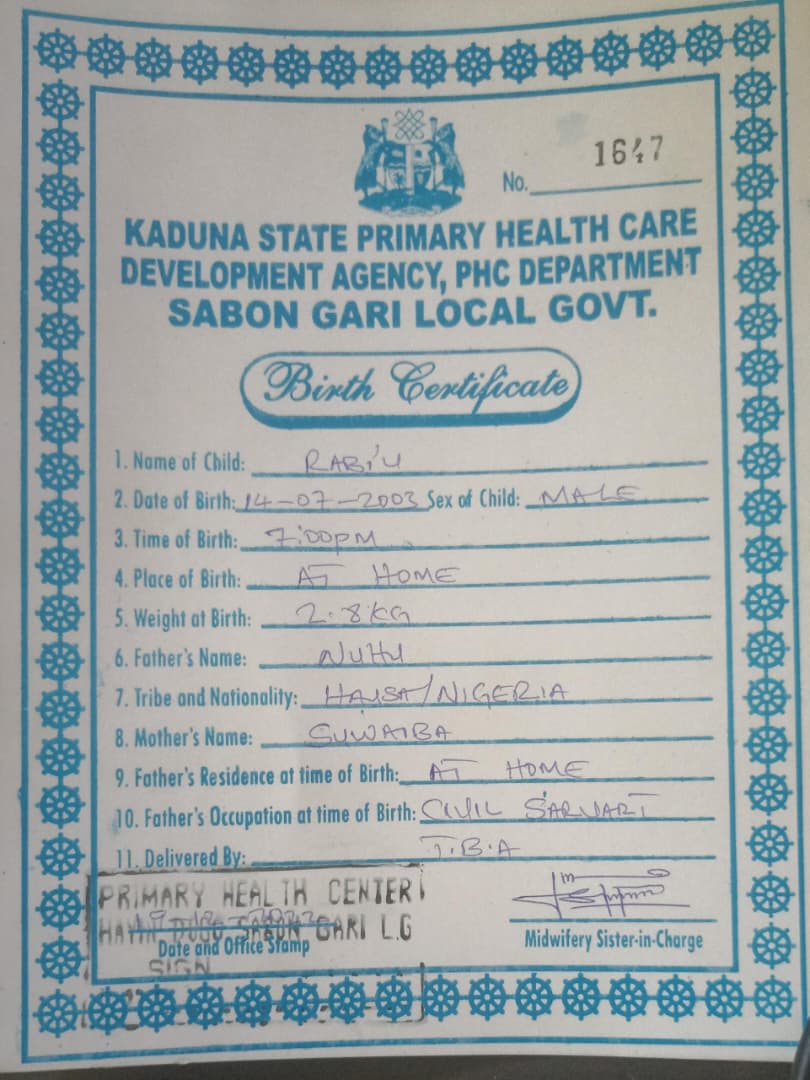 1647
No.
KADUNA STATE PRIMARY HEALTH CARE
DEVELOPMENT AGENCY, PHC DEPARTMENT
SABON GARI LOCAL GOVT.
Birth Certificate
1. Name of Child: RABI'U
2. Date of Birth: 14-07-2003 Sex of Child: MALE
3. Time of Birth: 7:00PM
4. Place of Birth: AT HOME
5. Weight at Birth: 2.8KG
6. Father's Name: NUHU
7. Tribe and Nationality: HAUSA/NIGERIA
8. Mother's Name: SUWAIBA
9. Father's Residence at time of Birth: AT HOME
10. Father's Occupation at time of Birth: CIVIL SARVART
11. Delivered By: T.B.A
PRIMARY HEALTH CENTER
HAYIN DOGO SABON GARI L.G
Date and Office Stamp
SIGN
Midwifery Sister-in-Charge